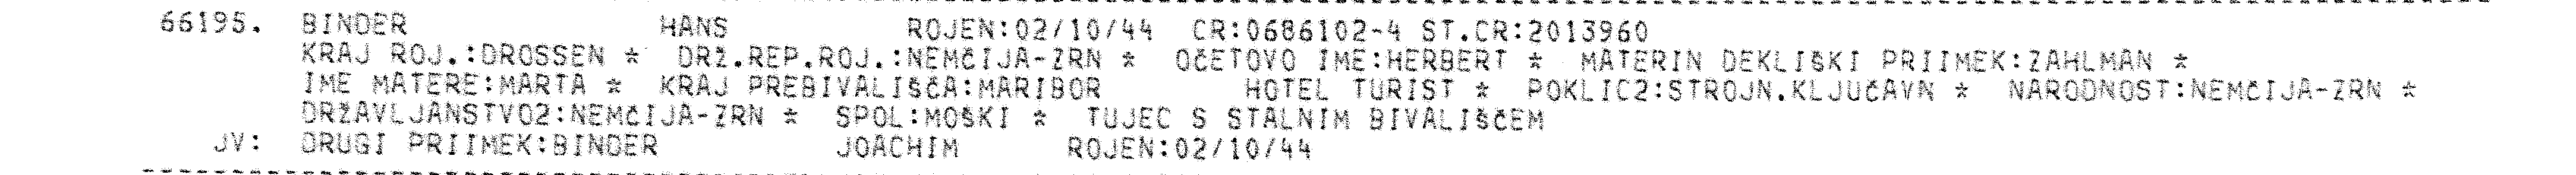 66195. BINDER HANS ROJEN:02/10/44 CR:0686102-4 ST.CR:2013960
KRAJ ROJ.:DROSSEN * DRŽ.REP.ROJ.:NEMČIJA-ZRN * OČETOVO IME:HERBERT * MATERIN DEKLIŠKI PRIIMEK:ZAHLMAN *
IME MATERE:MARTA * KRAJ PREBIVALIŠČA:MARIBOR HOTEL TURIST * POKLIC2:STROJN.KLJUČAVN * NARODNOST:NEMČIJA-ZRN *
DRŽAVLJANSTVO2:NEMČIJA-ZRN * SPOL:MOŠKI * TUJEC S STALNIM BIVALIŠČEM
JV: DRUGI PRIIMEK:BINDER JOACHIM ROJEN:02/10/44